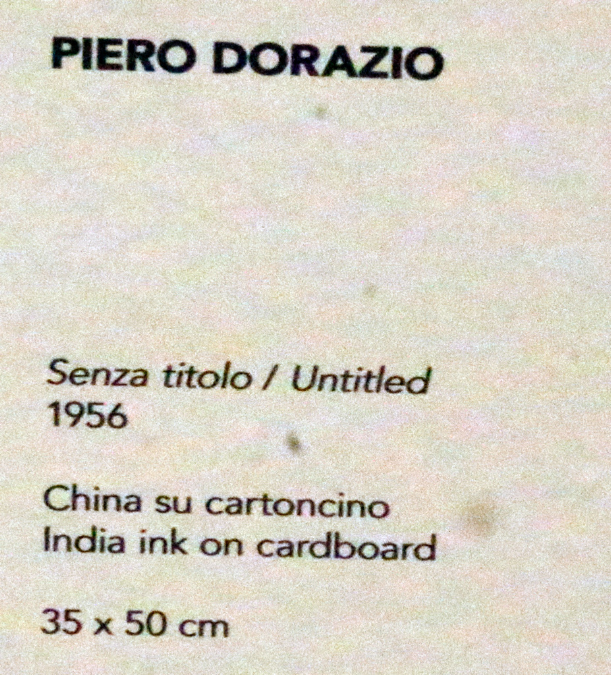 PIERO DORAZIO
Senza titolo / Untitled
1956
China su cartoncino
India ink on cardboard
35 x 50 cm